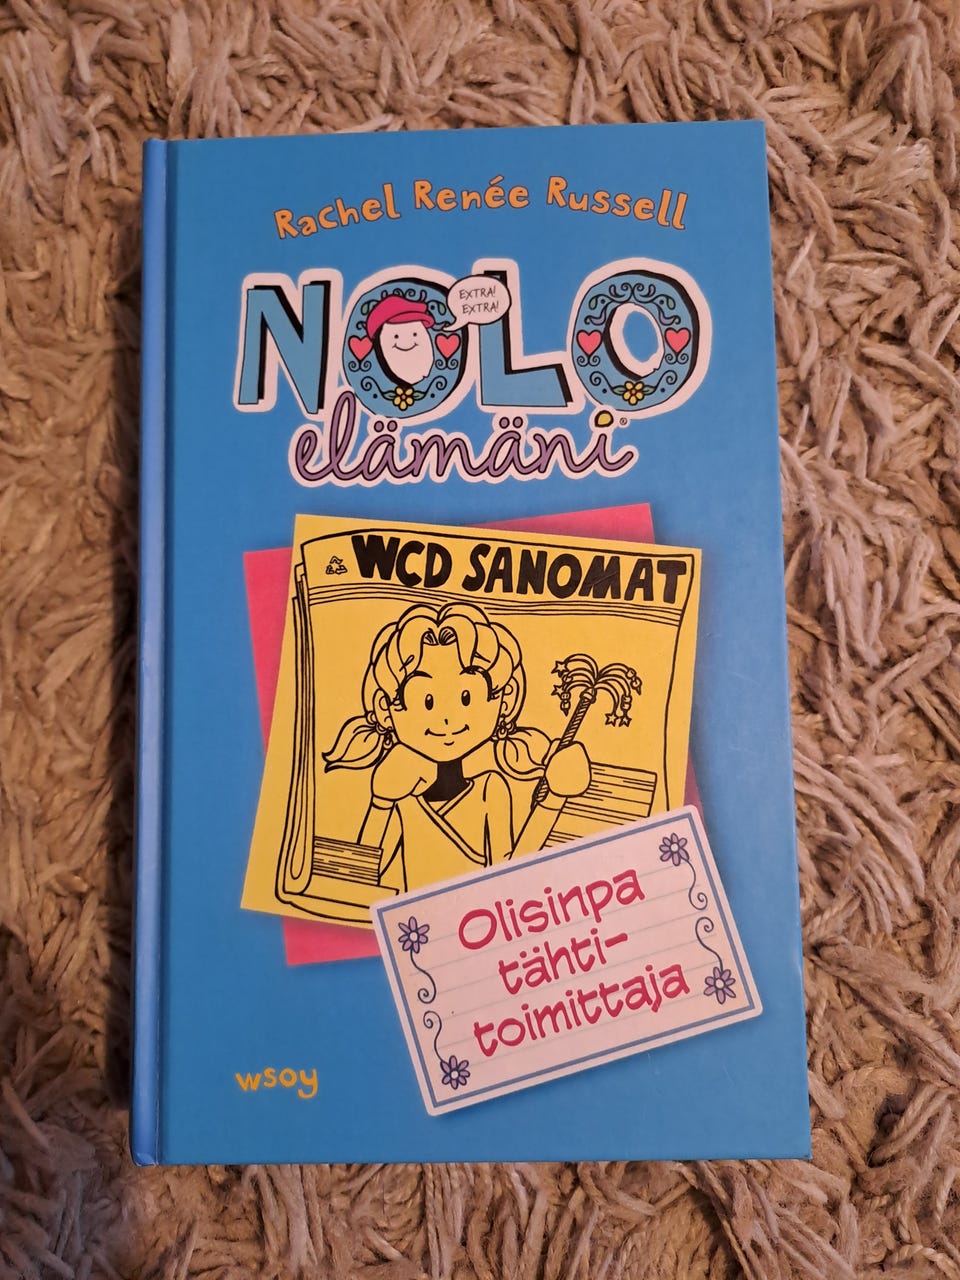 Rachel Renée Russell
NOLO
EXTRA!
EXTRA!
elämäni®
WCD SANOMAT
Olisinpa
tähti-
toimittaja
wsoy